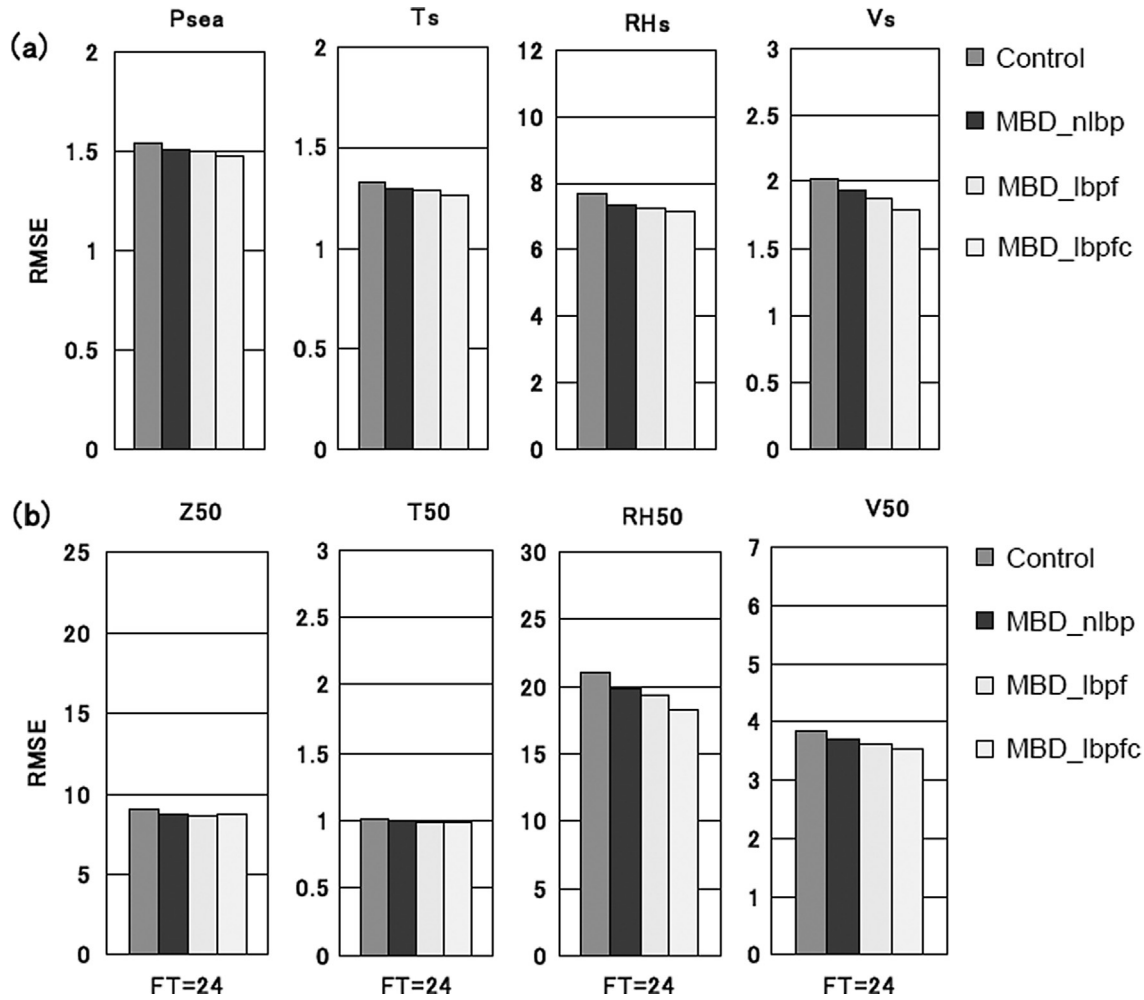 (a)
Psea
Ts
RHs
Vs
RMSE
2
1.5
1
0.5
0
2
1.5
1
0.5
0
12
10
8
6
4
2
0
3
2.5
2
1.5
1
0.5
0
Control
MBD_nlbp
MBD_lbpf
MBD_lbpfc
(b)
Z50
T50
RH50
V50
RMSE
25
20
15
10
5
0
3
2.5
2
1.5
1
0.5
0
30
25
20
15
10
5
0
7
6
5
4
3
2
1
0
Control
MBD_nlbp
MBD_lbpf
MBD_lbpfc
FT=24
FT=24
FT=24
FT=24